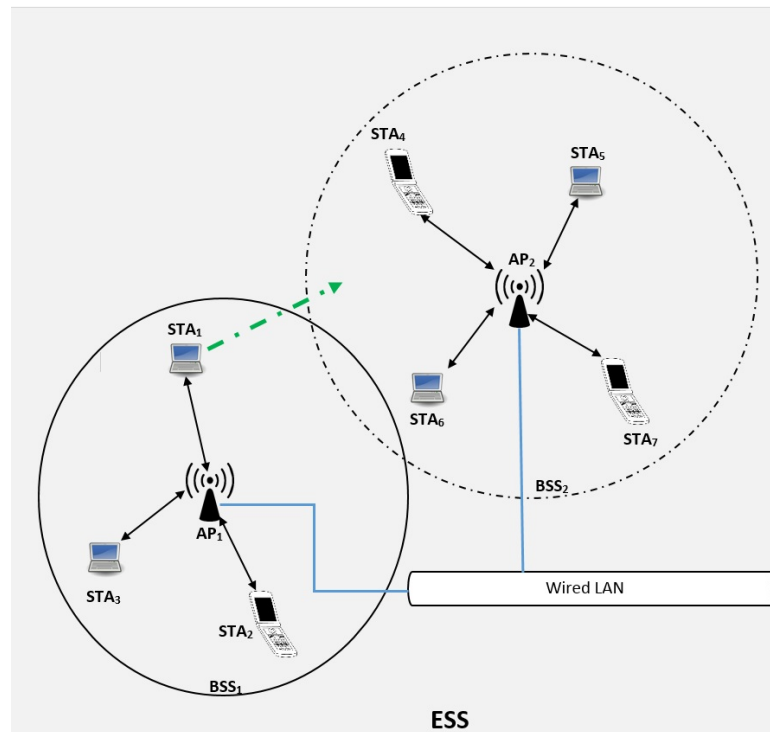 STA₄
STA₅
AP₂
STA₁
STA₆
STA₇
BSS₂
AP₁
Wired LAN
STA₃
STA₂
BSS₁
ESS